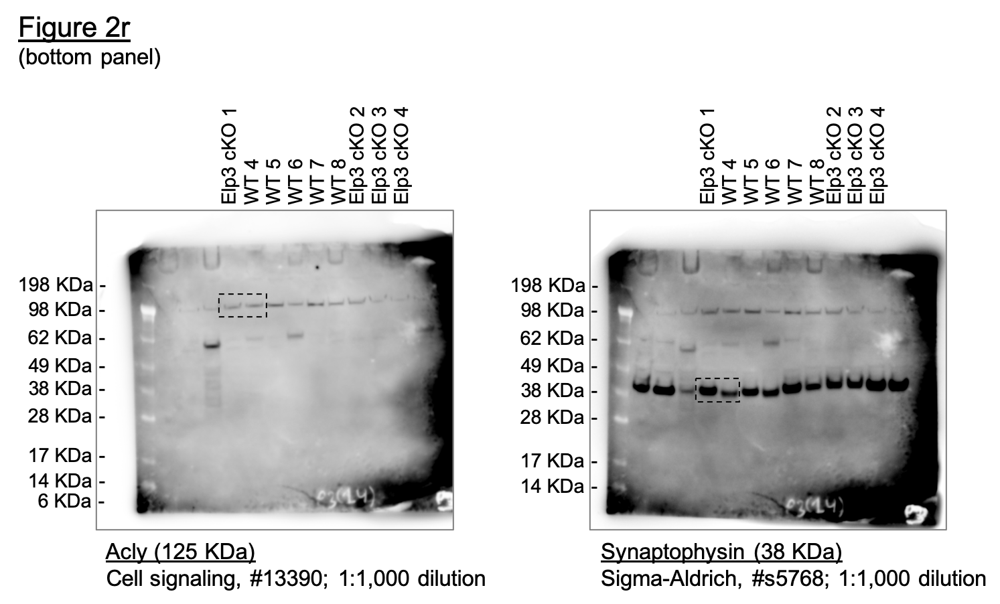 Figure 2r
(bottom panel)
Elp3 cKO 1
WT 4
WT 5
WT 6
WT 7
WT 8
Elp3 cKO 2
Elp3 cKO 3
Elp3 cKO 4
198 KDa -
98 KDa -
62 KDa -
49 KDa -
38 KDa -
28 KDa -
17 KDa -
14 KDa -
6 KDa -
Acly (125 KDa)
Cell signaling, #13390; 1:1,000 dilution
Elp3 cKO 1
WT 4
WT 5
WT 6
WT 7
WT 8
Elp3 cKO 2
Elp3 cKO 3
Elp3 cKO 4
198 KDa -
98 KDa -
62 KDa -
49 KDa -
38 KDa -
28 KDa -
17 KDa -
14 KDa -
Synaptophysin (38 KDa)
Sigma-Aldrich, #s5768; 1:1,000 dilution